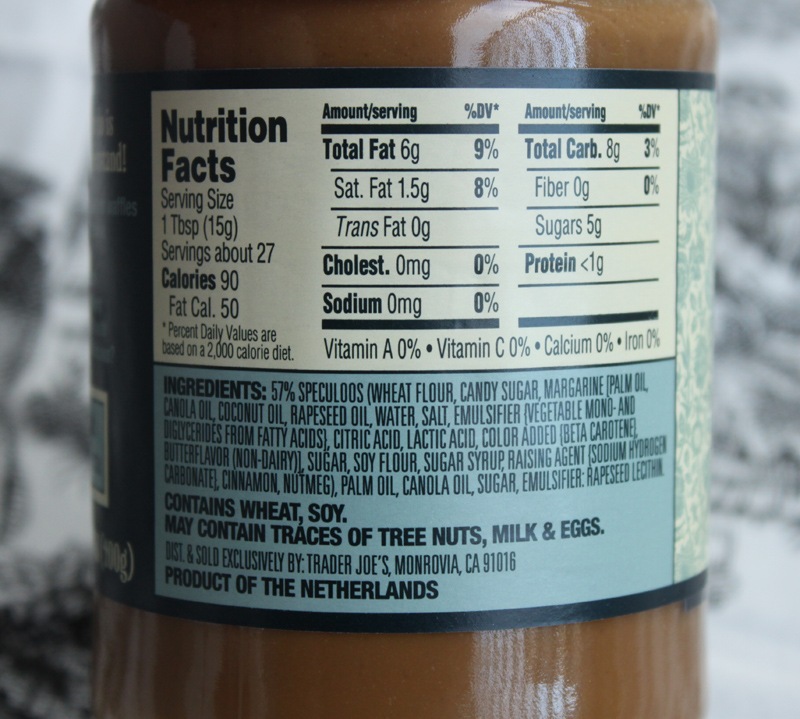 Nutrition
Facts
Serving Size
1 Tbsp (15g)
Servings about 27
Calories 90
Fat Cal. 50
* Percent Daily Values are
based on a 2,000 calorie diet.
Amount/serving %DV*
Total Fat 6g 9%
Sat. Fat 1.5g 8%
Trans Fat 0g
Cholest. 0mg 0%
Sodium 0mg 0%
Amount/serving %DV*
Total Carb. 8g 3%
Fiber 0g 0%
Sugars 5g
Protein <1g
Vitamin A 0% • Vitamin C 0% • Calcium 0% • Iron 0%
INGREDIENTS: 57% SPECULOOS (WHEAT FLOUR, CANDY SUGAR, MARGARINE [PALM OIL,
CANOLA OIL, COCONUT OIL, RAPESEED OIL, WATER, SALT, EMULSIFIER (VEGETABLE MONO- AND
DIGLYCERIDES FROM FATTY ACIDS), CITRIC ACID, LACTIC ACID, COLOR ADDED (BETA CAROTENE),
BUTTERFLAVOR (NON-DAIRY)], SUGAR, SOY FLOUR, SUGAR SYRUP, RAISING AGENT [SODIUM HYDROGEN
CARBONATE], CINNAMON, NUTMEG), PALM OIL, CANOLA OIL, SUGAR, EMULSIFIER: RAPESEED LECITHIN.
CONTAINS WHEAT, SOY.
MAY CONTAIN TRACES OF TREE NUTS, MILK & EGGS.
DIST. & SOLD EXCLUSIVELY BY: TRADER JOE'S, MONROVIA, CA 91016
PRODUCT OF THE NETHERLANDS